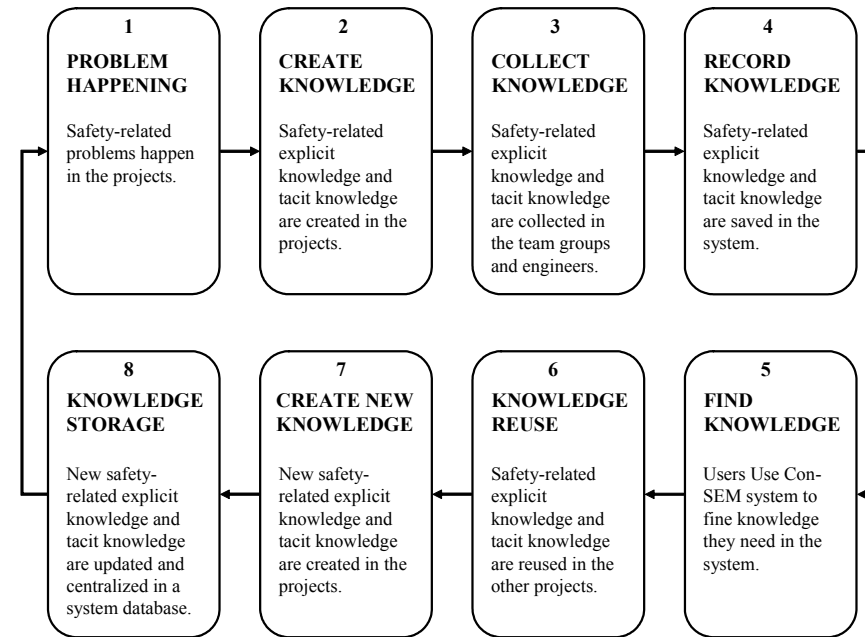 1
PROBLEM
HAPPENING
Safety-related
problems happen
in the projects.
2
CREATE
KNOWLEDGE
Safety-related
explicit
knowledge and
tacit knowledge
are created in the
projects.
3
COLLECT
KNOWLEDGE
Safety-related
explicit
knowledge and
tacit knowledge
are collected in
the team groups
and engineers.
4
RECORD
KNOWLEDGE
Safety-related
explicit
knowledge and
tacit knowledge
are saved in the
system.
5
FIND
KNOWLEDGE
Users Use Con-
SEM system to
fine knowledge
they need in the
system.
6
KNOWLEDGE
REUSE
Safety-related
explicit
knowledge and
tacit knowledge
are reused in the
other projects.
7
CREATE NEW
KNOWLEDGE
New safety-
related explicit
knowledge and
tacit knowledge
are created in the
projects.
8
KNOWLEDGE
STORAGE
New safety-
related explicit
knowledge and
tacit knowledge
are updated and
centralized in a
system database.